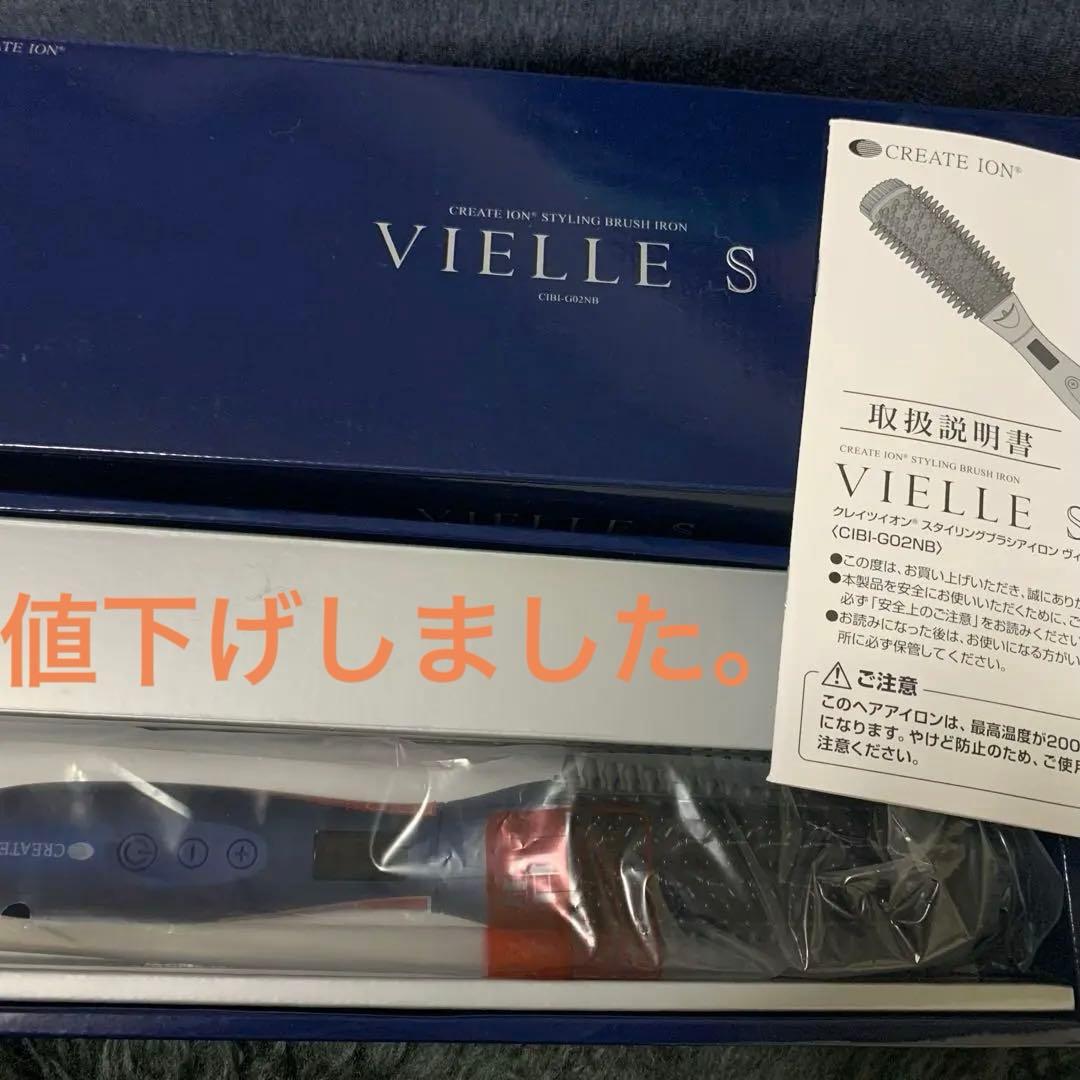 ATE ION®
CREATE ION® STYLING BRUSH IRON
VIELLE S
CIBI-G02NB
CREATE ION®
取扱説明書
CREATE ION® STYLING BRUSH IRON
VIELLE S
クレイツイオン® スタイリングブラシアイロン ヴィ
〈CIBI-G02NB〉
●この度は、お買い上げいただき、誠にありが
●本製品を安全にお使いいただくために、ご
必ず「安全上のご注意」をお読みください
●お読みになった後は、お使いになる方がい
所に必ず保管してください。
ご注意
このヘアアイロンは、最高温度が200
になります。やけど防止のため、ご使用
注意ください。
VIELLE S
値下げしました。
CREATE